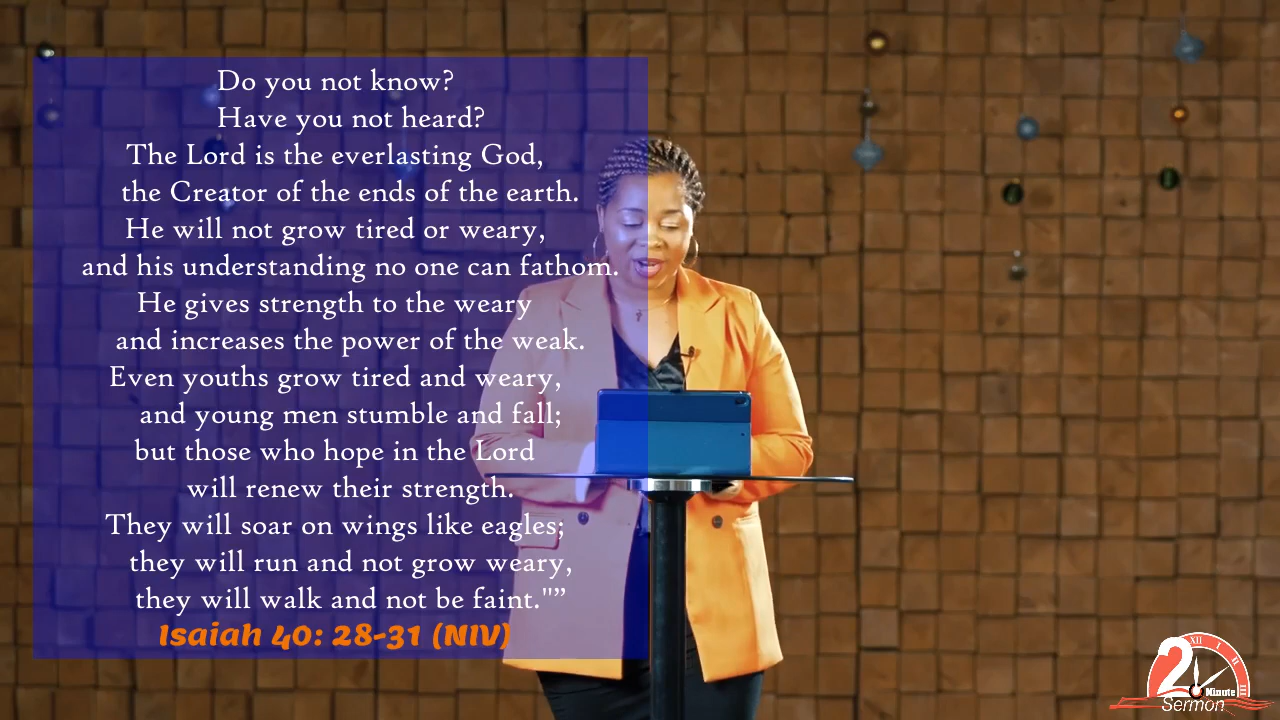 Do you not know?
Have you not heard?
The Lord is the everlasting God,
the Creator of the ends of the earth.
He will not grow tired or weary,
and his understanding no one can fathom.
He gives strength to the weary
and increases the power of the weak.
Even youths grow tired and weary,
and young men stumble and fall;
but those who hope in the Lord
will renew their strength.
They will soar on wings like eagles;
they will run and not grow weary,
they will walk and not be faint."”
Isaiah 40: 28-31 (NIV)
XII
2
Minute
III
Sermon